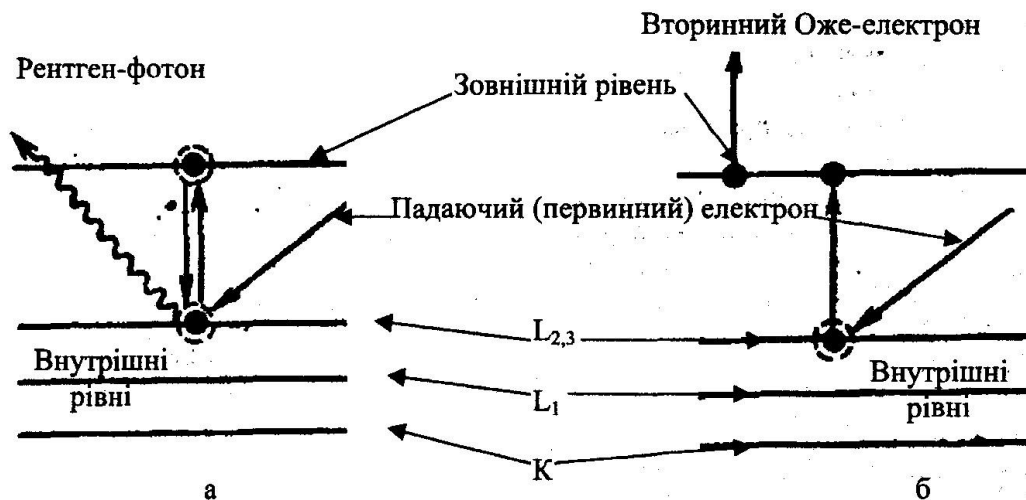 Вторинний Оже-електрон
Рентген-фотон
Зовнішній рівень
Падаючий (первинний) електрон
L2,3
Внутрішні
рівні
L1
К
Внутрішні
рівні
а
б